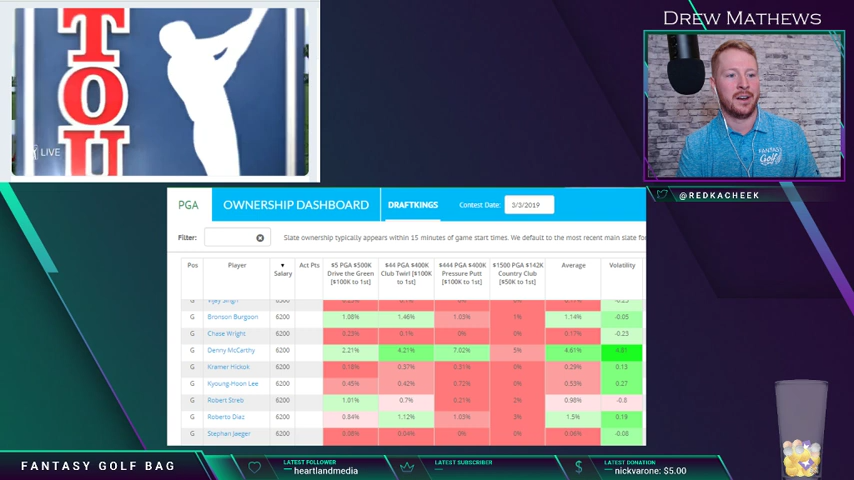 DREW MATHEWS
TOU
LIVE
FANTASY
Golf
@REDKACHEEK
PGA OWNERSHIP DASHBOARD DRAFTKINGS Contest Date: 3/3/2019
Filter: Slate ownership typically appears within 15 minutes of game start times. We default to the most recent main slate for
Pos Player Salary Act Pts $5 PGA $500K Drive the Green [$100K to 1st] $44 PGA $400K Club Twirl [$100K to 1st] $444 PGA $400K Pressure Putt [$100K to 1st] $1500 PGA $142K Country Club [$50K to 1st] Average Volatility
G Bronson Burgoon 6200 1.08% 1.46% 1.03% 1% 1.14% -0.05
G Chase Wright 6200 0.23% 0.1% 0% 0% 0.17% -0.23
G Denny McCarthy 6200 2.21% 4.21% 7.02% 5% 4.61% 4.81
G Kramer Hickok 6200 0.18% 0.37% 0.31% 0% 0.29% 0.13
G Kyoung-Hoon Lee 6200 0.45% 0.42% 0.72% 0% 0.53% 0.27
G Robert Streb 6200 1.01% 0.7% 0.21% 2% 0.98% -0.8
G Roberto Diaz 6200 0.84% 1.12% 1.03% 3% 1.5% 0.19
G Stephan Jaeger 6200 0.08% 0.04% 0% 0% 0.06% -0.08
FANTASY GOLF BAG
LATEST FOLLOWER
heartlandmedia
LATEST SUBSCRIBER
LATEST DONATION
nickvarone: $5.00